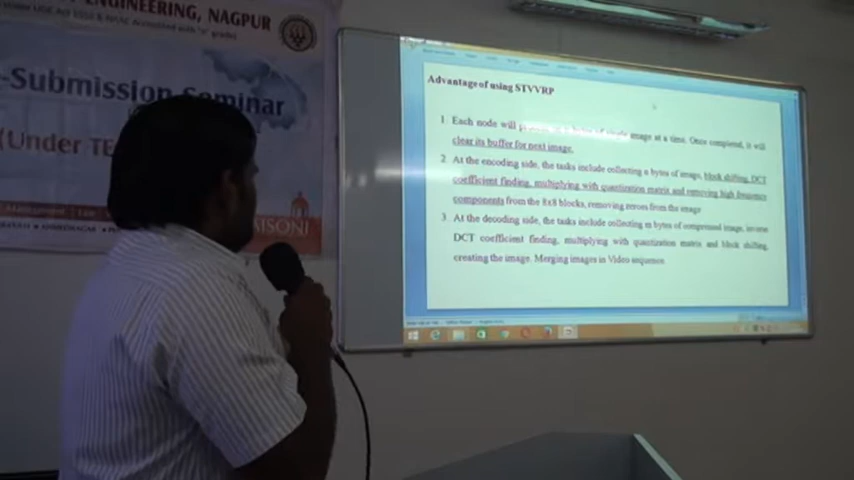 ENGINEERING, NAGPUR
-Submission Seminar
(Under TE
AISONI
Advantage of using STVVRP
1. Each node will image at a time. Once completed, it will
clear its buffer for next image.
2. At the encoding side, the tasks include collecting n bytes of image, block shifting, DCT
coefficient finding, multiplying with quantization matrix and removing high frequency
components from the 8x8 blocks, removing zeroes from the image
3. At the decoding side, the tasks include collecting m bytes of compressed image, inverse
DCT coefficient finding, multiplying with quantization matrix and block shifting,
creating the image. Merging images in Video sequence